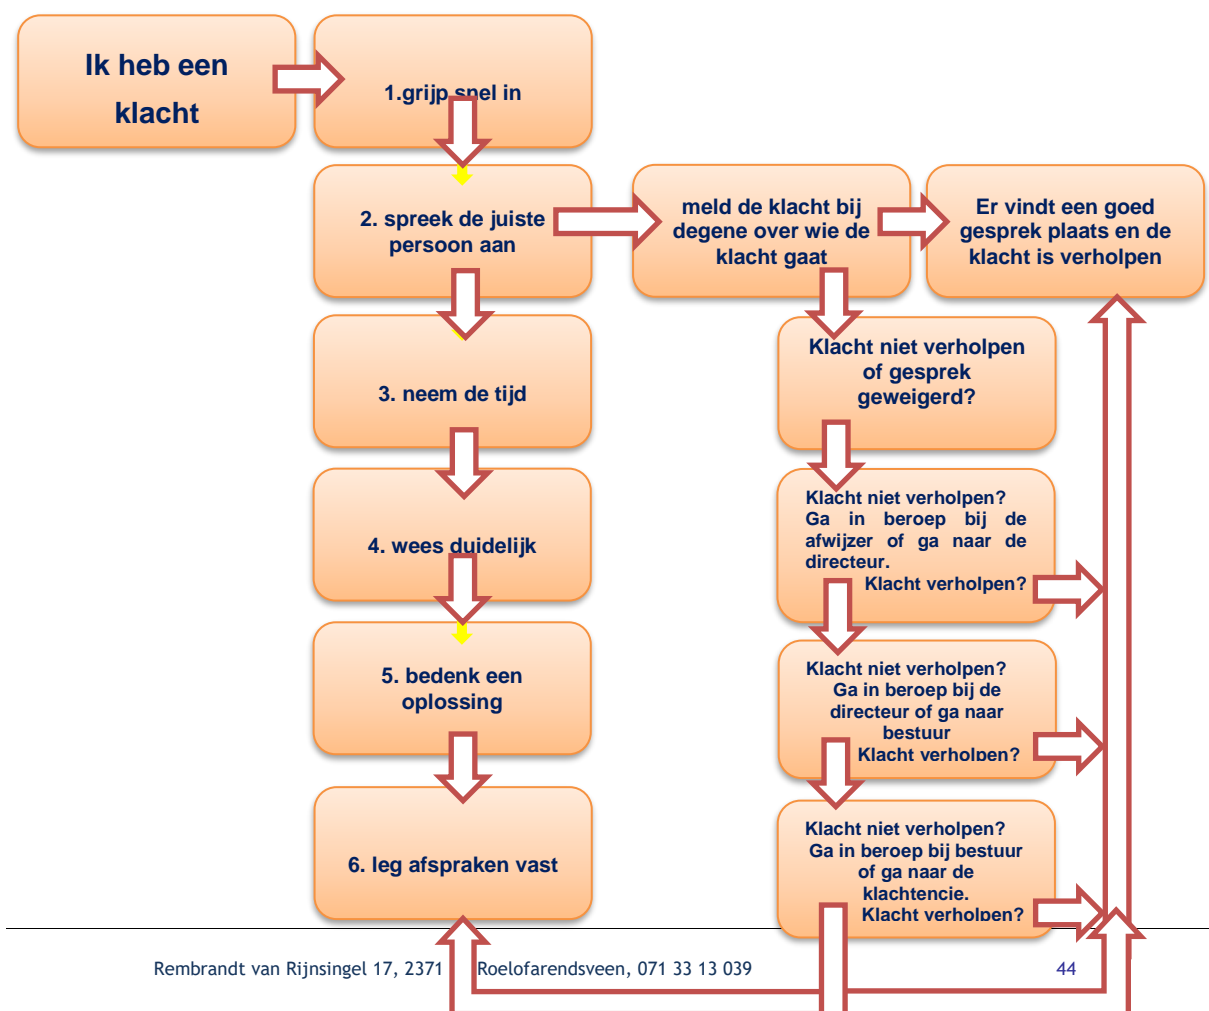 Ik heb een
klacht
1.grijp snel in
2. spreek de juiste
persoon aan
meld de klacht bij
degene over wie de
klacht gaat
Er vindt een goed
gesprek plaats en de
klacht is verholpen
3. neem de tijd
Klacht niet verholpen
of gesprek
geweigerd?
4. wees duidelijk
Klacht niet verholpen?
Ga in beroep bij de
afwijzer of ga naar de
directeur.
Klacht verholpen?
5. bedenk een
oplossing
Klacht niet verholpen?
Ga in beroep bij de
directeur of ga naar
bestuur
Klacht verholpen?
6. leg afspraken vast
Klacht niet verholpen?
Ga in beroep bij bestuur
of ga naar de
klachtencie.
Klacht verholpen?
Rembrandt van Rijnsingel 17, 2371 Roelofarendsveen, 071 33 13 039 44